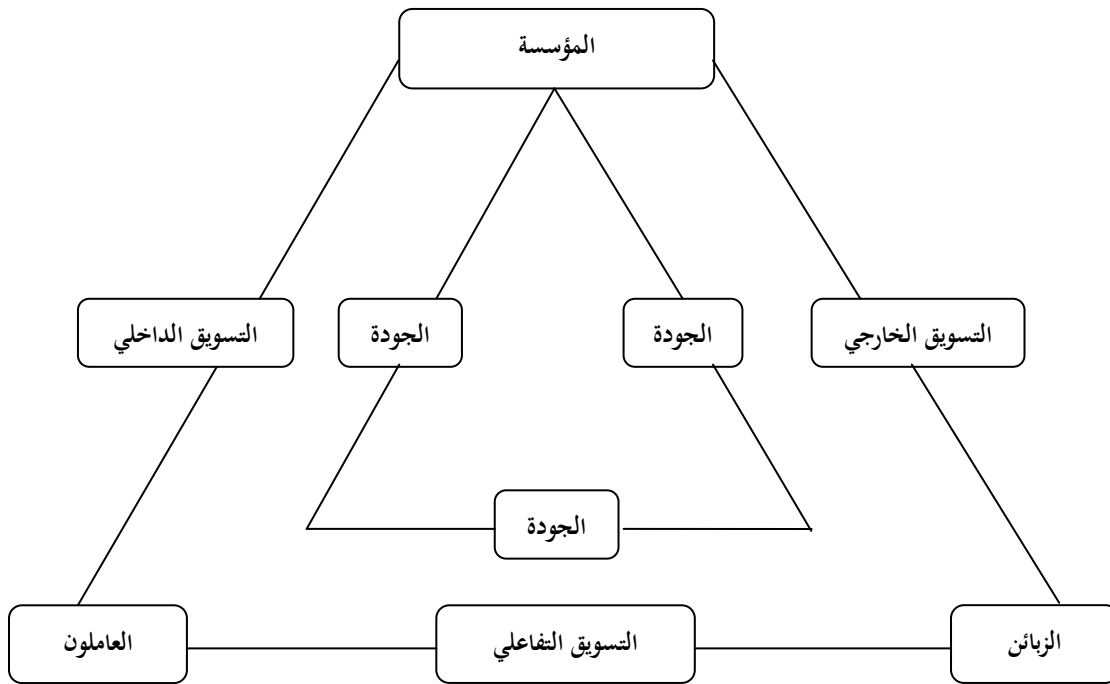 المؤسسة
التسويق الخارجي
الجودة
الجودة
التسويق الداخلي
الجودة
الزبائن
التسويق التفاعلي
العاملون